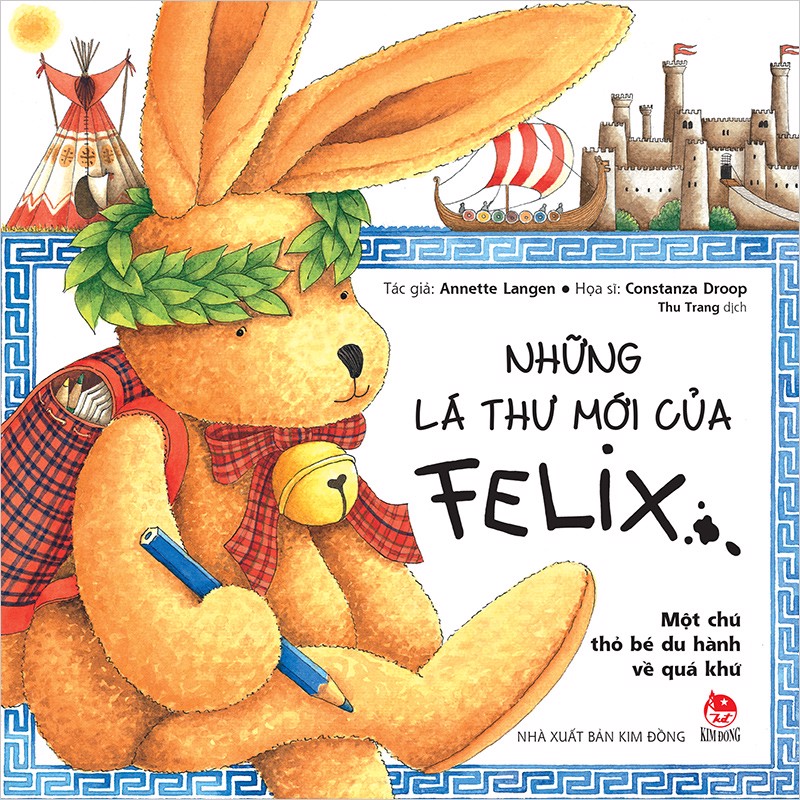 Tác giả: Annette Langen ● Họa sĩ: Constanza Droop
Thu Trang dịch
NHỮNG
LÁ THƯ MỚI CỦA
FELIX
Một chú
thỏ bé du hành
về quá khứ
NHÀ XUẤT BẢN KIM ĐỒNG
KIM ĐỒNG